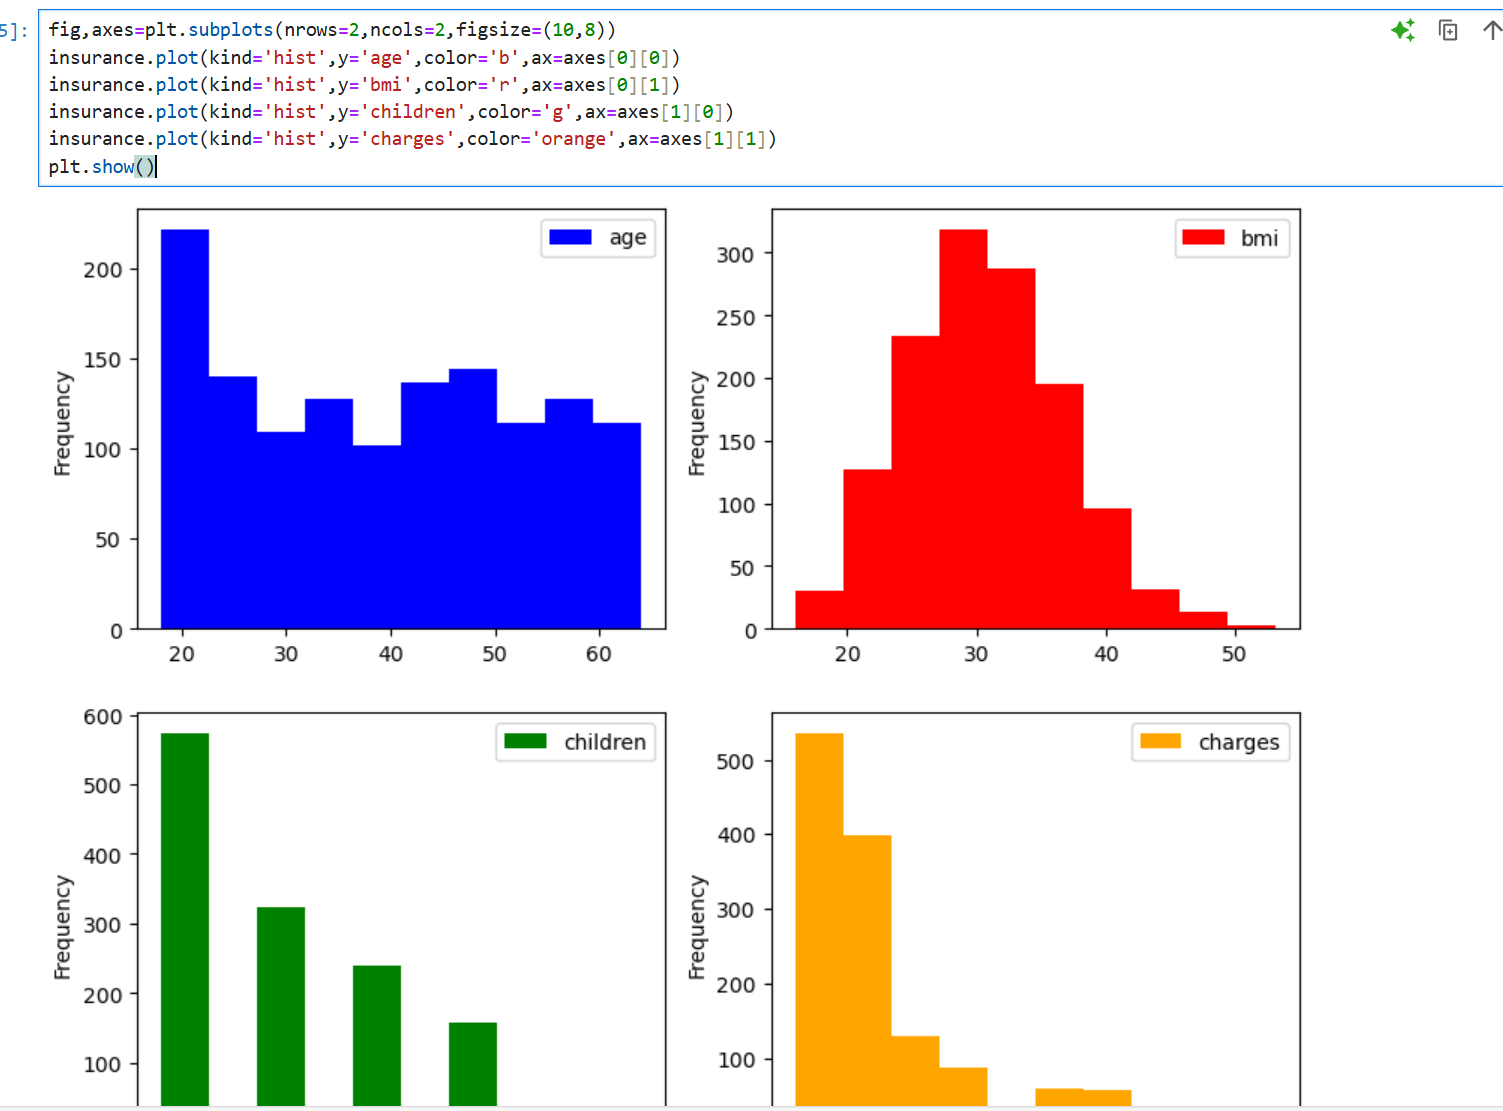 5]:
fig,axes=plt.subplots(nrows=2,ncols=2,figsize=(10,8))
insurance.plot(kind='hist',y='age',color='b',ax=axes[0][0])
insurance.plot(kind='hist',y='bmi',color='r',ax=axes[0][1])
insurance.plot(kind='hist',y='children',color='g',ax=axes[1][0])
insurance.plot(kind='hist',y='charges',color='orange',ax=axes[1][1])
plt.show()
age
200
150
100
50
0
Frequency
20 30 40 50 60
bmi
300
250
200
150
100
50
0
Frequency
20 30 40 50
children
600
500
400
300
200
100
Frequency
charges
500
400
300
200
100
Frequency